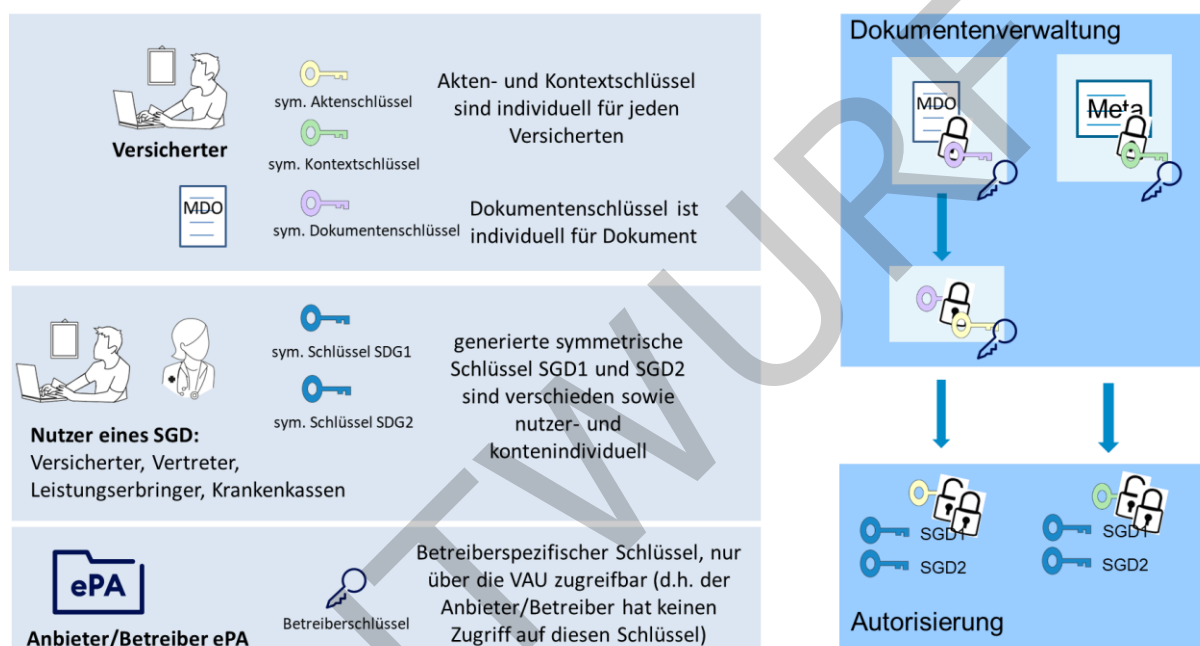 sym. Aktenschlüssel
sym. Kontextschlüssel
Versicherter
Akten- und Kontextschlüssel
sind individuell für jeden
Versicherten
MDO
sym. Dokumentenschlüssel
Dokumentenschlüssel ist
individuell für Dokument
sym. Schlüssel SDG1
sym. Schlüssel SDG2
generierte symmetrische
Schlüssel SGD1 und SGD2
sind verschieden sowie
nutzer- und
kontenindividuell
Nutzer eines SGD:
Versicherter, Vertreter,
Leistungserbringer, Krankenkassen
ePA
Anbieter/Betreiber ePA
Betreiberschlüssel
Betreiberspezifischer Schlüssel, nur
über die VAU zugreifbar (d.h. der
Anbieter/Betreiber hat keinen
Zugriff auf diesen Schlüssel)
Dokumentenverwaltung
MDO
Meta
SGD1
SGD2
SGD1
SGD2
Autorisierung